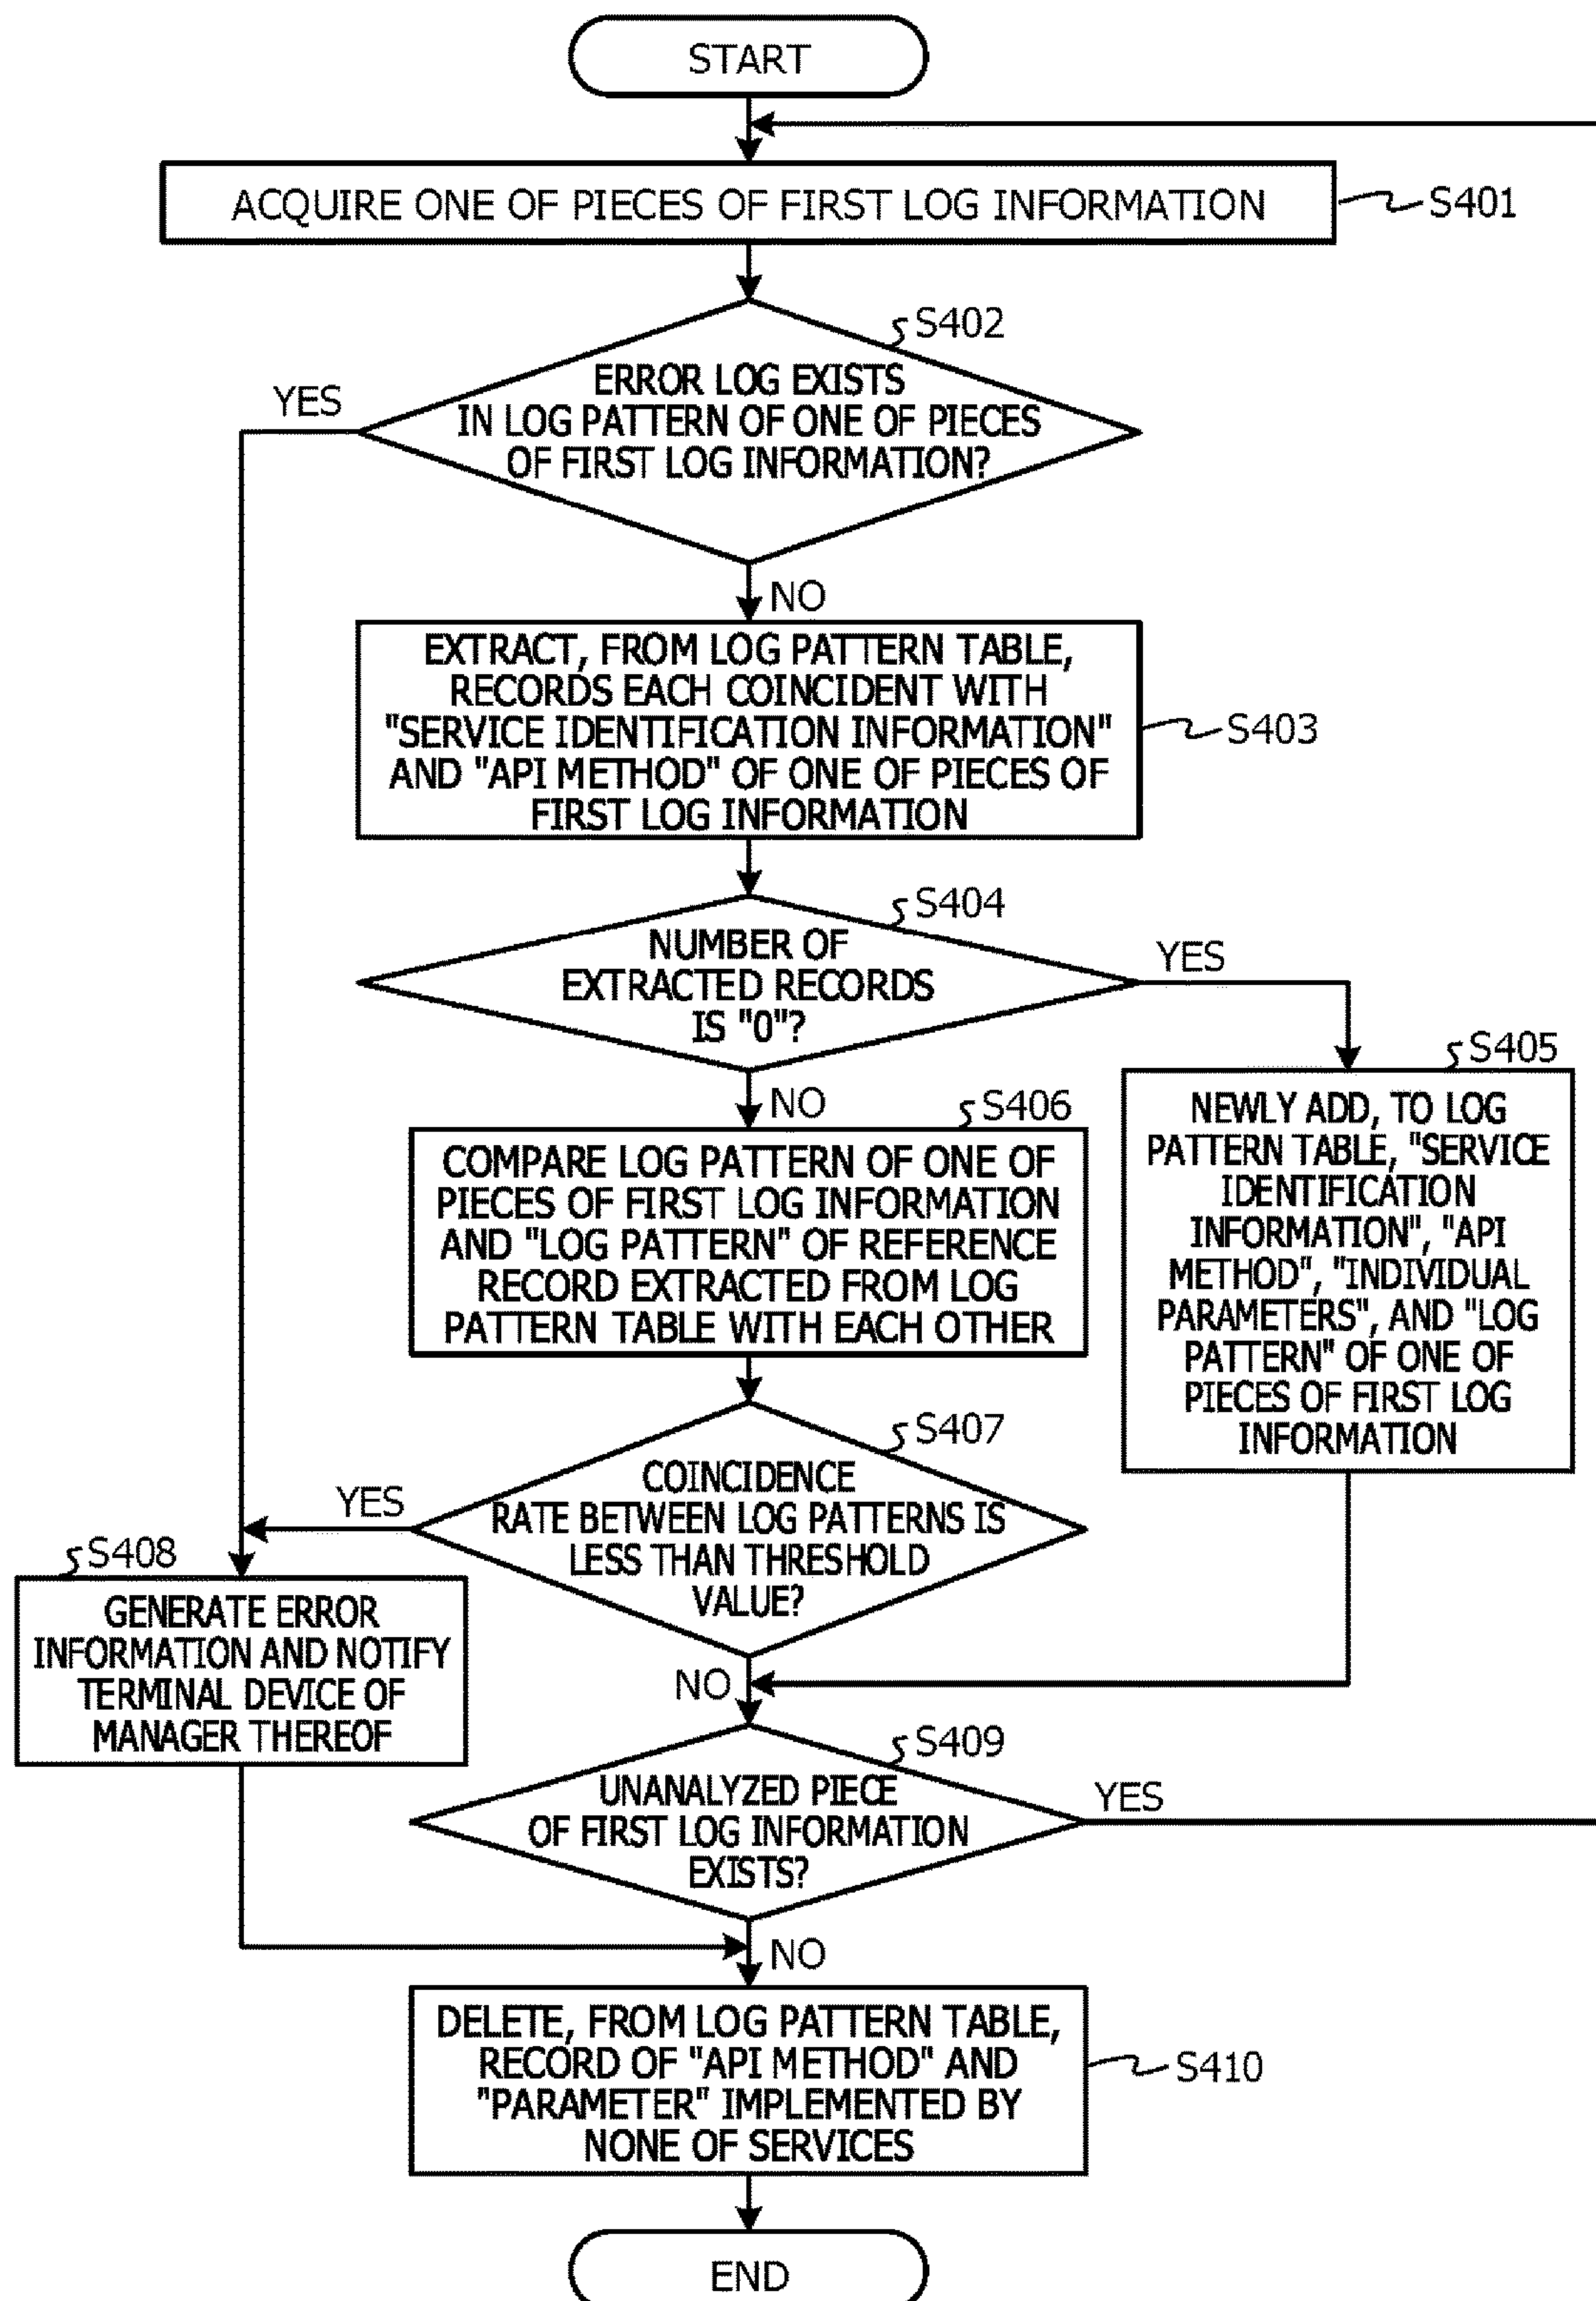 START
ACQUIRE ONE OF PIECES OF FIRST LOG INFORMATION
S401
S402
ERROR LOG EXISTS
IN LOG PATTERN OF ONE OF PIECES
OF FIRST LOG INFORMATION?
YES
NO
EXTRACT, FROM LOG PATTERN TABLE,
RECORDS EACH COINCIDENT WITH
"SERVICE IDENTIFICATION INFORMATION"
AND "API METHOD" OF ONE OF PIECES OF
FIRST LOG INFORMATION
S403
S404
NUMBER OF
EXTRACTED RECORDS
IS "0"?
YES
NO
S405
NEWLY ADD, TO LOG
PATTERN TABLE, "SERVICE
IDENTIFICATION
INFORMATION", "API
METHOD", "INDIVIDUAL
PARAMETERS", AND "LOG
PATTERN" OF ONE OF
PIECES OF FIRST LOG
INFORMATION
S406
COMPARE LOG PATTERN OF ONE OF
PIECES OF FIRST LOG INFORMATION
AND "LOG PATTERN" OF REFERENCE
RECORD EXTRACTED FROM LOG
PATTERN TABLE WITH EACH OTHER
S407
COINCIDENCE
RATE BETWEEN LOG PATTERNS IS
LESS THAN THRESHOLD
VALUE?
YES
NO
S408
GENERATE ERROR
INFORMATION AND NOTIFY
TERMINAL DEVICE OF
MANAGER THEREOF
S409
UNANALYZED PIECE
OF FIRST LOG INFORMATION
EXISTS?
YES
NO
DELETE, FROM LOG PATTERN TABLE,
RECORD OF "API METHOD" AND
"PARAMETER" IMPLEMENTED BY
NONE OF SERVICES
S410
END